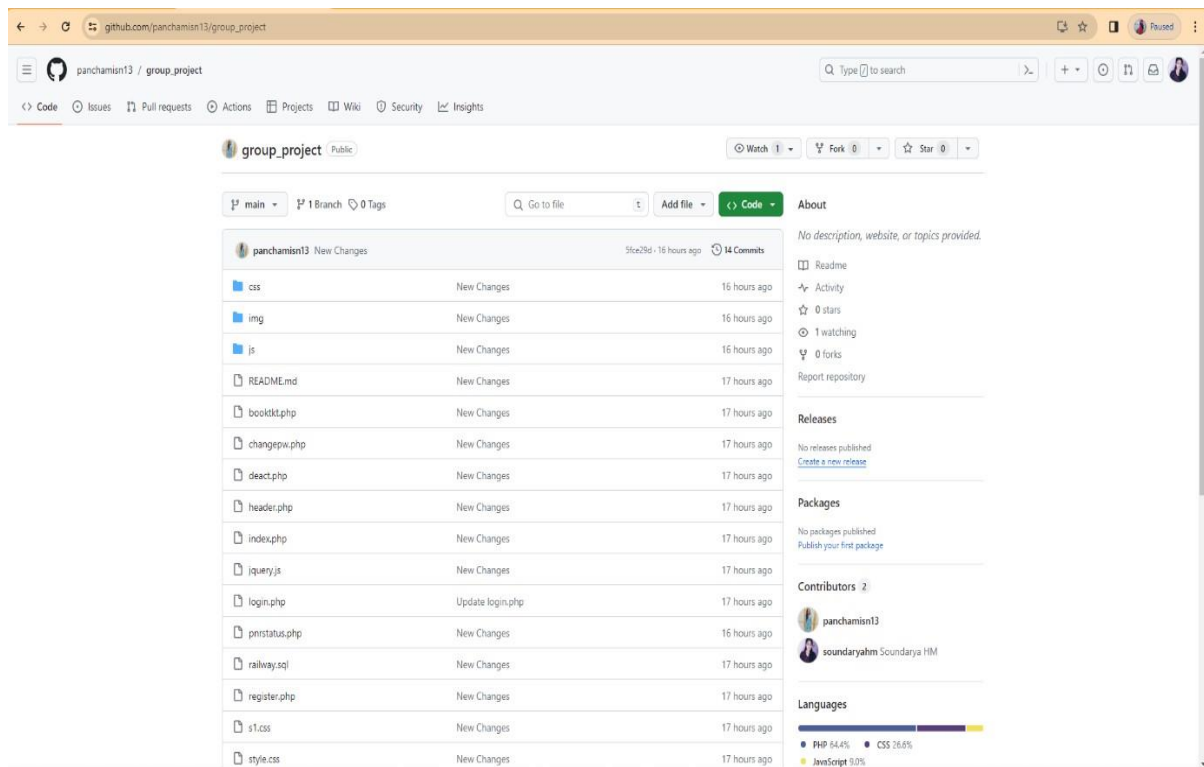 github.com/panchamisn13/group_project
Paused
panchamisn13 / group_project
Type / to search
Code Issues Pull requests Actions Projects Wiki Security Insights
group_project Public
Watch 1 Fork 0 Star 0
main 1 Branch 0 Tags Go to file t Add file Code
panchamisn13 New Changes 5fce29d · 16 hours ago 14 Commits
css New Changes 16 hours ago
img New Changes 16 hours ago
js New Changes 16 hours ago
README.md New Changes 17 hours ago
booktkt.php New Changes 17 hours ago
changepw.php New Changes 17 hours ago
deact.php New Changes 17 hours ago
header.php New Changes 17 hours ago
index.php New Changes 17 hours ago
jquery.js New Changes 17 hours ago
login.php Update login.php 17 hours ago
pnrstatus.php New Changes 16 hours ago
railway.sql New Changes 17 hours ago
register.php New Changes 17 hours ago
s1.css New Changes 17 hours ago
style.css New Changes 17 hours ago
About
No description, website, or topics provided.
Readme
Activity
0 stars
1 watching
0 forks
Report repository
Releases
No releases published
Create a new release
Packages
No packages published
Publish your first package
Contributors 2
panchamisn13
soundaryahm Soundarya HM
Languages
PHP 64.4% CSS 26.6%
JavaScript 9.0%